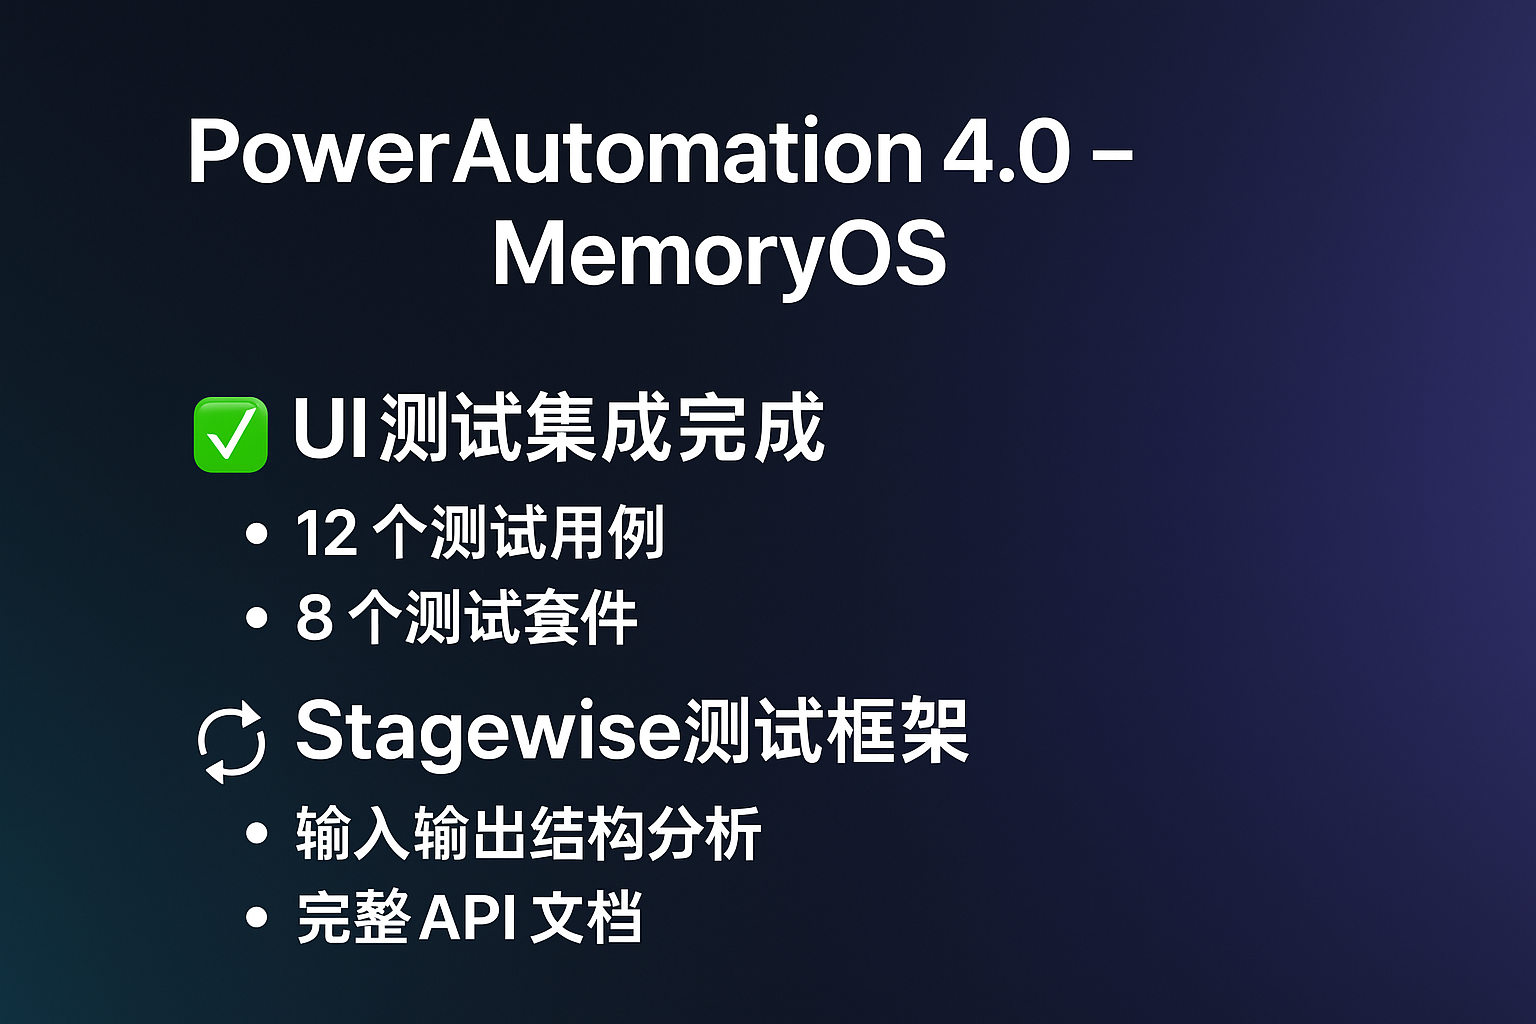 PowerAutomation 4.0 –
MemoryOS
✅ UI测试集成完成
• 12 个测试用例
• 8 个测试套件
Stagewise测试框架
• 输入输出结构分析
• 完整API文档